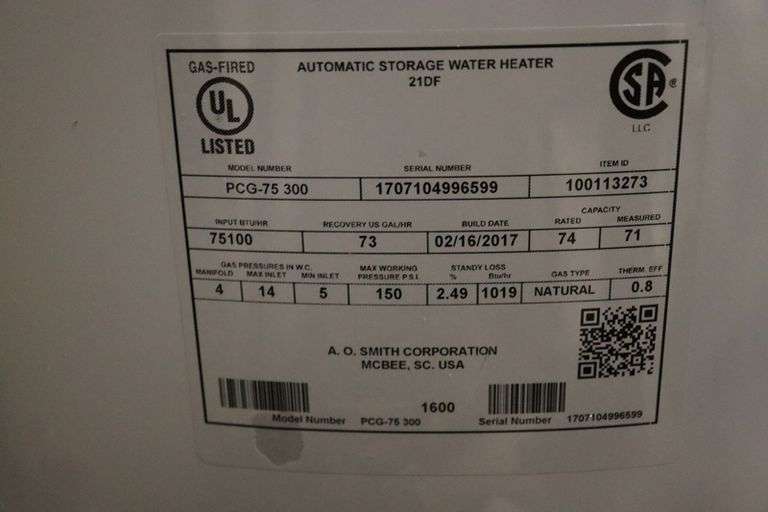 GAS-FIRED
UL
LISTED
AUTOMATIC STORAGE WATER HEATER
21DF
SA ®
LLC
MODEL NUMBER SERIAL NUMBER ITEM ID
PCG-75 300 1707104996599 100113273
INPUT BTU/HR RECOVERY US GAL/HR BUILD DATE CAPACITY
RATED MEASURED
75100 73 02/16/2017 74 71
GAS PRESSURES IN W.C. MAX WORKING STANDY LOSS
MANIFOLD MAX INLET MIN INLET PRESSURE P.S.I. % Btu/hr GAS TYPE THERM. EFF
4 14 5 150 2.49 1019 NATURAL 0.8
A. O. SMITH CORPORATION
MCBEE, SC. USA
1600
Model Number PCG-75 300 Serial Number 1707104996599